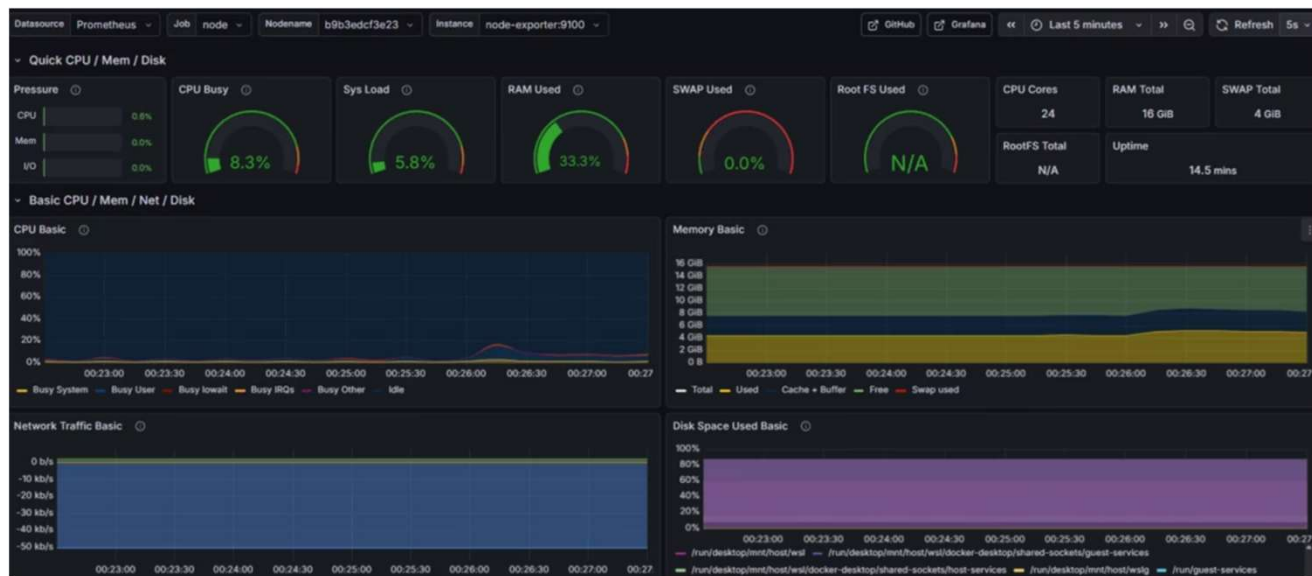 Datasource Prometheus Job node Nodename b9b3edcf3e23 Instance node-exporter:9100 GitHub Grafana Last 5 minutes Refresh 5s
Quick CPU / Mem / Disk
Pressure
CPU 0.6%
Mem 0.0%
I/O 0.0%
CPU Busy
8.3%
Sys Load
5.8%
RAM Used
33.3%
SWAP Used
0.0%
Root FS Used
N/A
CPU Cores
24
RAM Total
16 GiB
SWAP Total
4 GiB
RootFS Total
N/A
Uptime
14.5 mins
Basic CPU / Mem / Net / Disk
CPU Basic
100%
80%
60%
40%
20%
0%
00:23:00 00:23:30 00:24:00 00:24:30 00:25:00 00:25:30 00:26:00 00:26:30 00:27:00 00:27
Busy System Busy User Busy Iowait Busy IRQs Busy Other Idle
Memory Basic
16 GiB
14 GiB
12 GiB
10 GiB
8 GiB
6 GiB
4 GiB
2 GiB
0 B
00:23:00 00:23:30 00:24:00 00:24:30 00:25:00 00:25:30 00:26:00 00:26:30 00:27:00 00:27
Total Used Cache + Buffer Free Swap used
Network Traffic Basic
0 b/s
-10 kb/s
-20 kb/s
-30 kb/s
-40 kb/s
-50 kb/s
00:23:00 00:23:30 00:24:00 00:24:30 00:25:00 00:25:30 00:26:00 00:26:30 00:27:00 00:27
Disk Space Used Basic
100%
80%
60%
40%
20%
0%
00:23:00 00:23:30 00:24:00 00:24:30 00:25:00 00:25:30 00:26:00 00:26:30 00:27:00 00:27
/run/desktop/mnt/host/wsl /run/desktop/mnt/host/wsl/docker-desktop/shared-sockets/guest-services
/run/desktop/mnt/host/wsl/docker-desktop/shared-sockets/host-services /run/desktop/mnt/host/wslg /run/guest-services